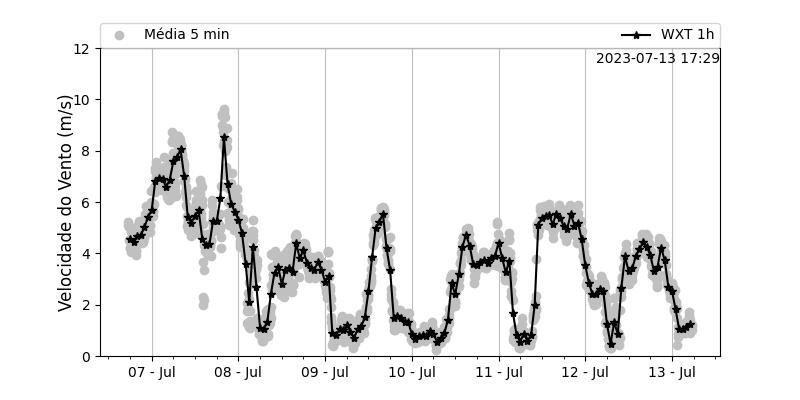 Média 5 min
WXT 1h
2023-07-13 17:29
Velocidade do Vento (m/s)
12
10
8
6
4
2
0
07 - Jul
08 - Jul
09 - Jul
10 - Jul
11 - Jul
12 - Jul
13 - Jul